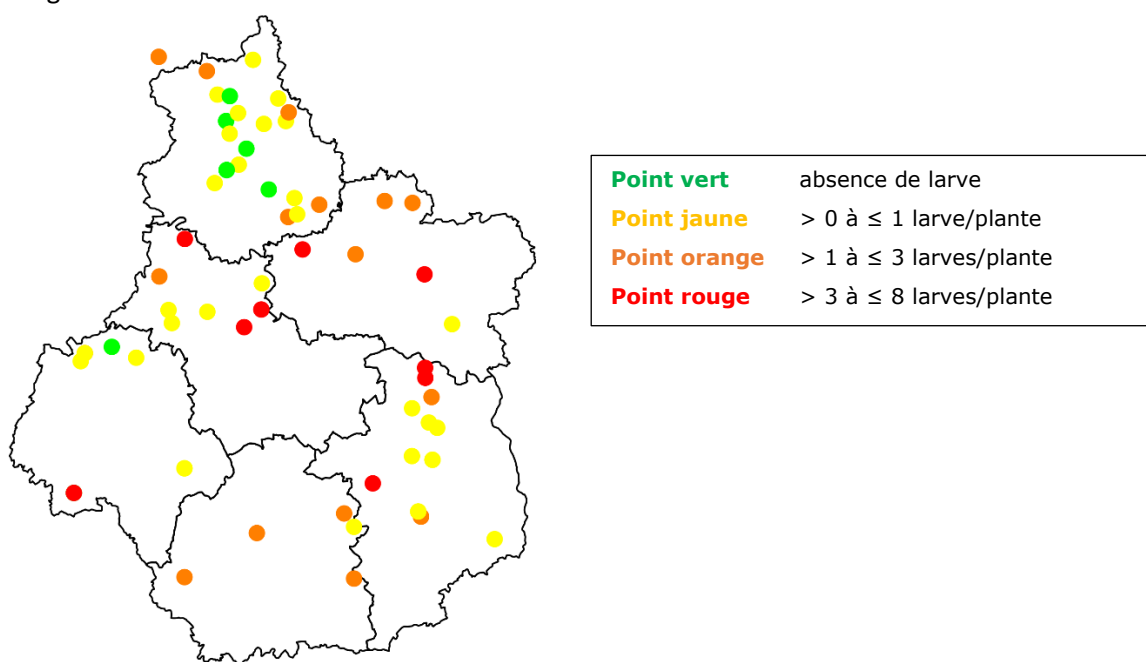 Point vert absence de larve
Point jaune > 0 à ≤ 1 larve/plante
Point orange > 1 à ≤ 3 larves/plante
Point rouge > 3 à ≤ 8 larves/plante